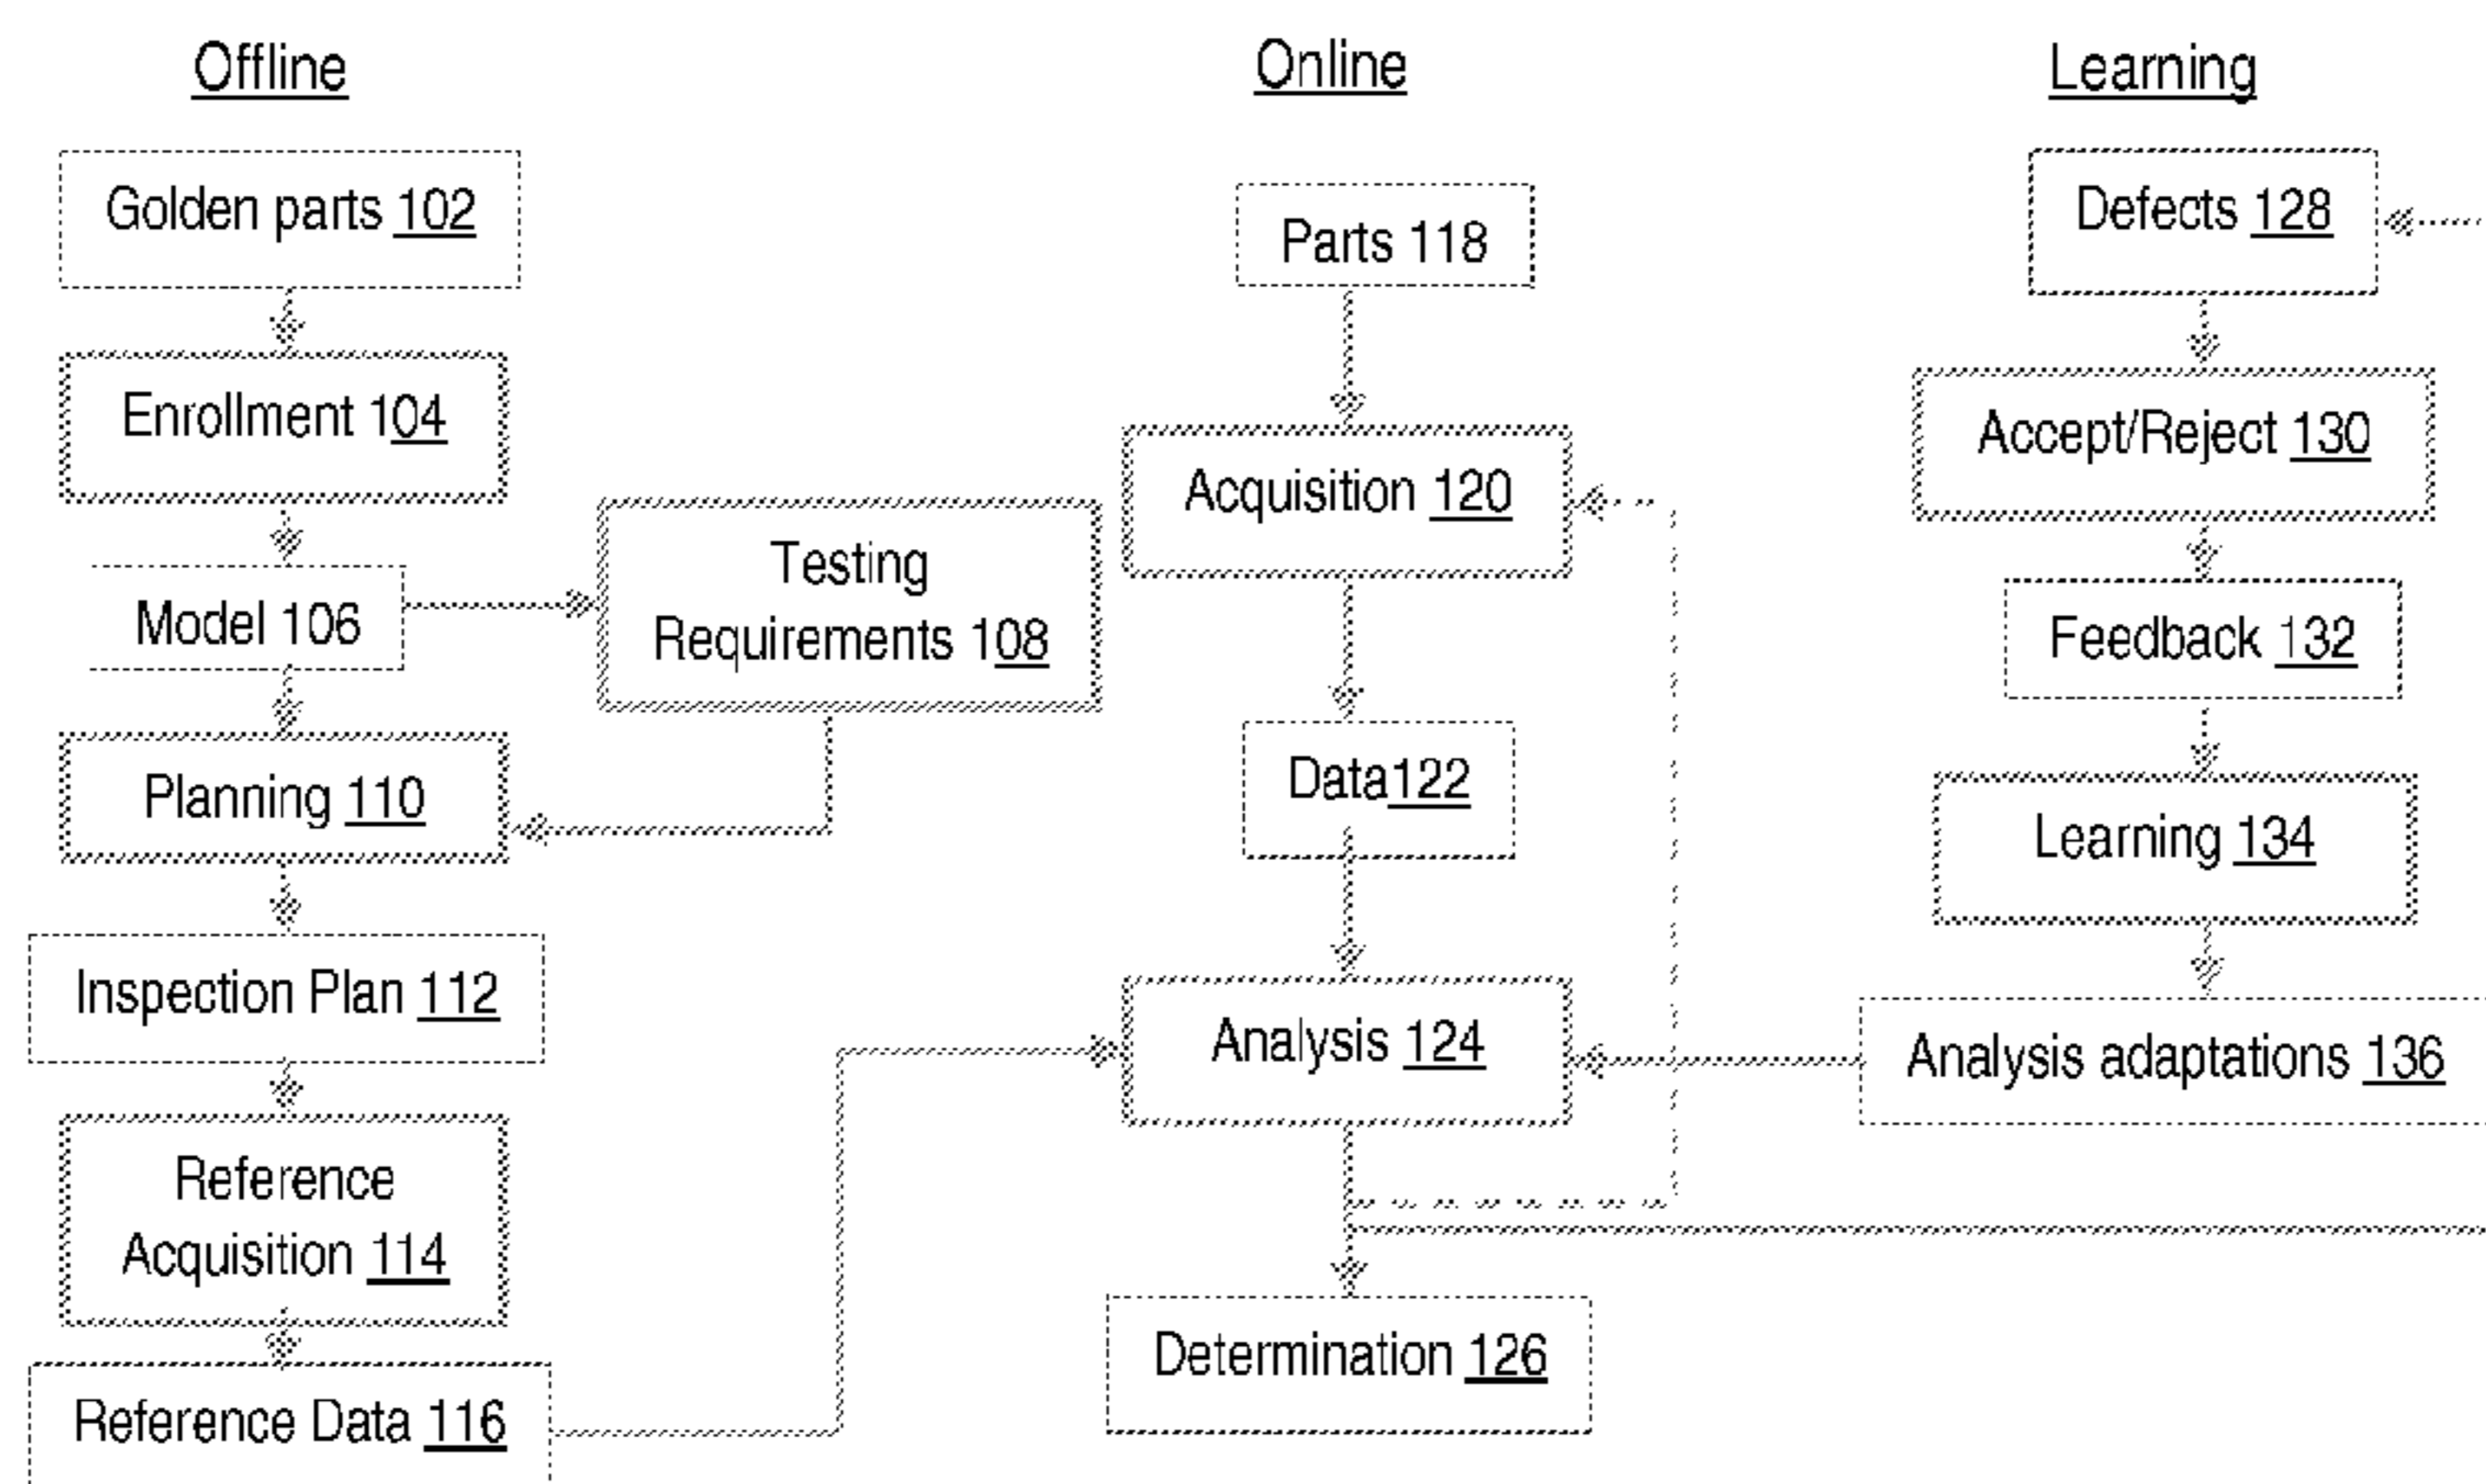 Offline
Golden parts 102
Enrollment 104
Model 106
Testing
Requirements 108
Planning 110
Inspection Plan 112
Reference
Acquisition 114
Reference Data 116
Online
Parts 118
Acquisition 120
Data122
Analysis 124
Determination 126
Learning
Defects 128
Accept/Reject 130
Feedback 132
Learning 134
Analysis adaptations 136